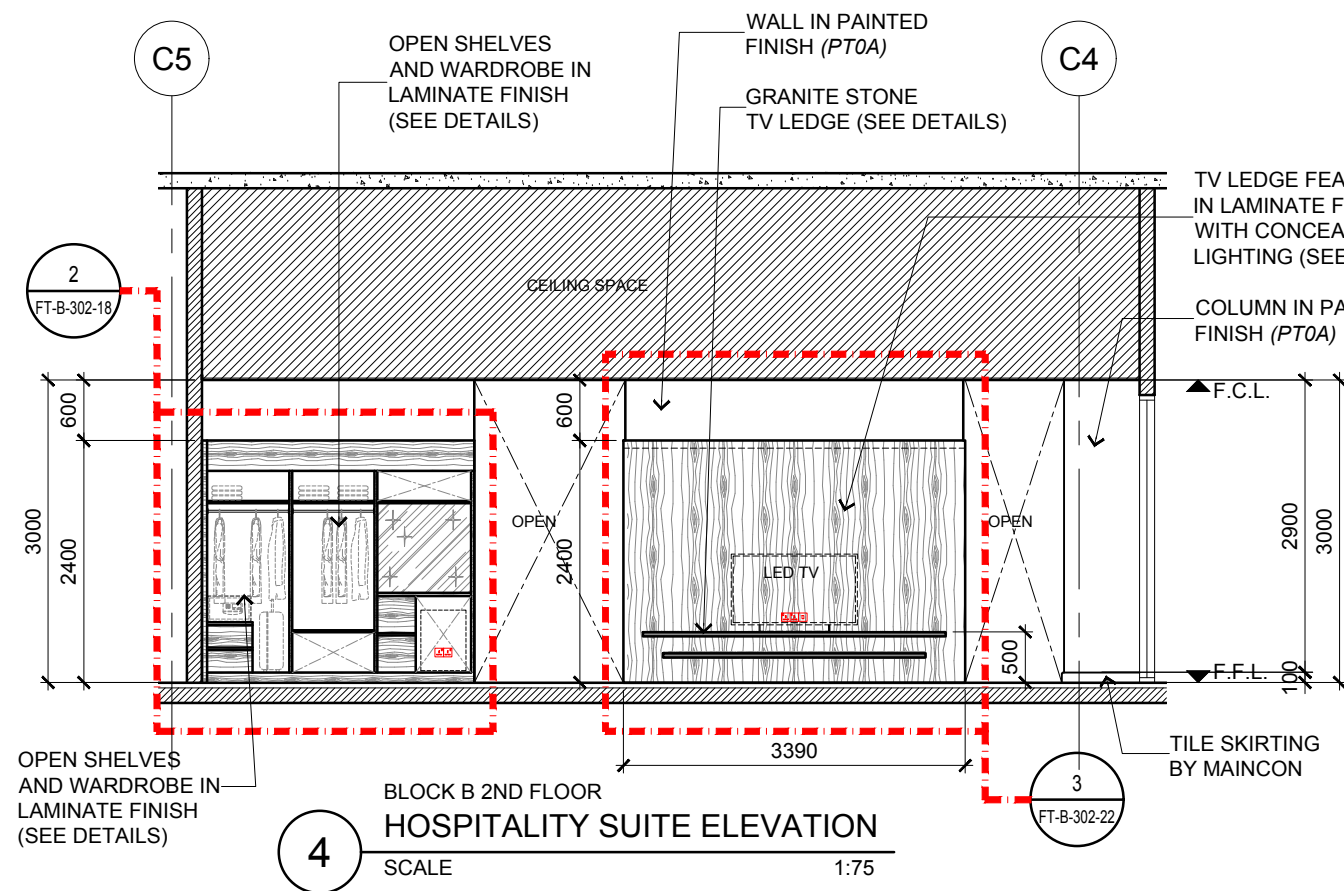 C5
OPEN SHELVES
AND WARDROBE IN
LAMINATE FINISH
(SEE DETAILS)
WALL IN PAINTED
FINISH (PT0A)
GRANITE STONE
TV LEDGE (SEE DETAILS)
C4
TV LEDGE FEA
IN LAMINATE F
WITH CONCEA
LIGHTING (SEE
COLUMN IN PA
FINISH (PT0A)
2
FT-B-302-18
CEILING SPACE
600
3000
2400
600
2400
OPEN
OPEN
LED TV
500
F.C.L.
2900
3000
F.F.L.
100
3390
OPEN SHELVES
AND WARDROBE IN
LAMINATE FINISH
(SEE DETAILS)
TILE SKIRTING
BY MAINCON
3
FT-B-302-22
4
BLOCK B 2ND FLOOR
HOSPITALITY SUITE ELEVATION
SCALE 1:75